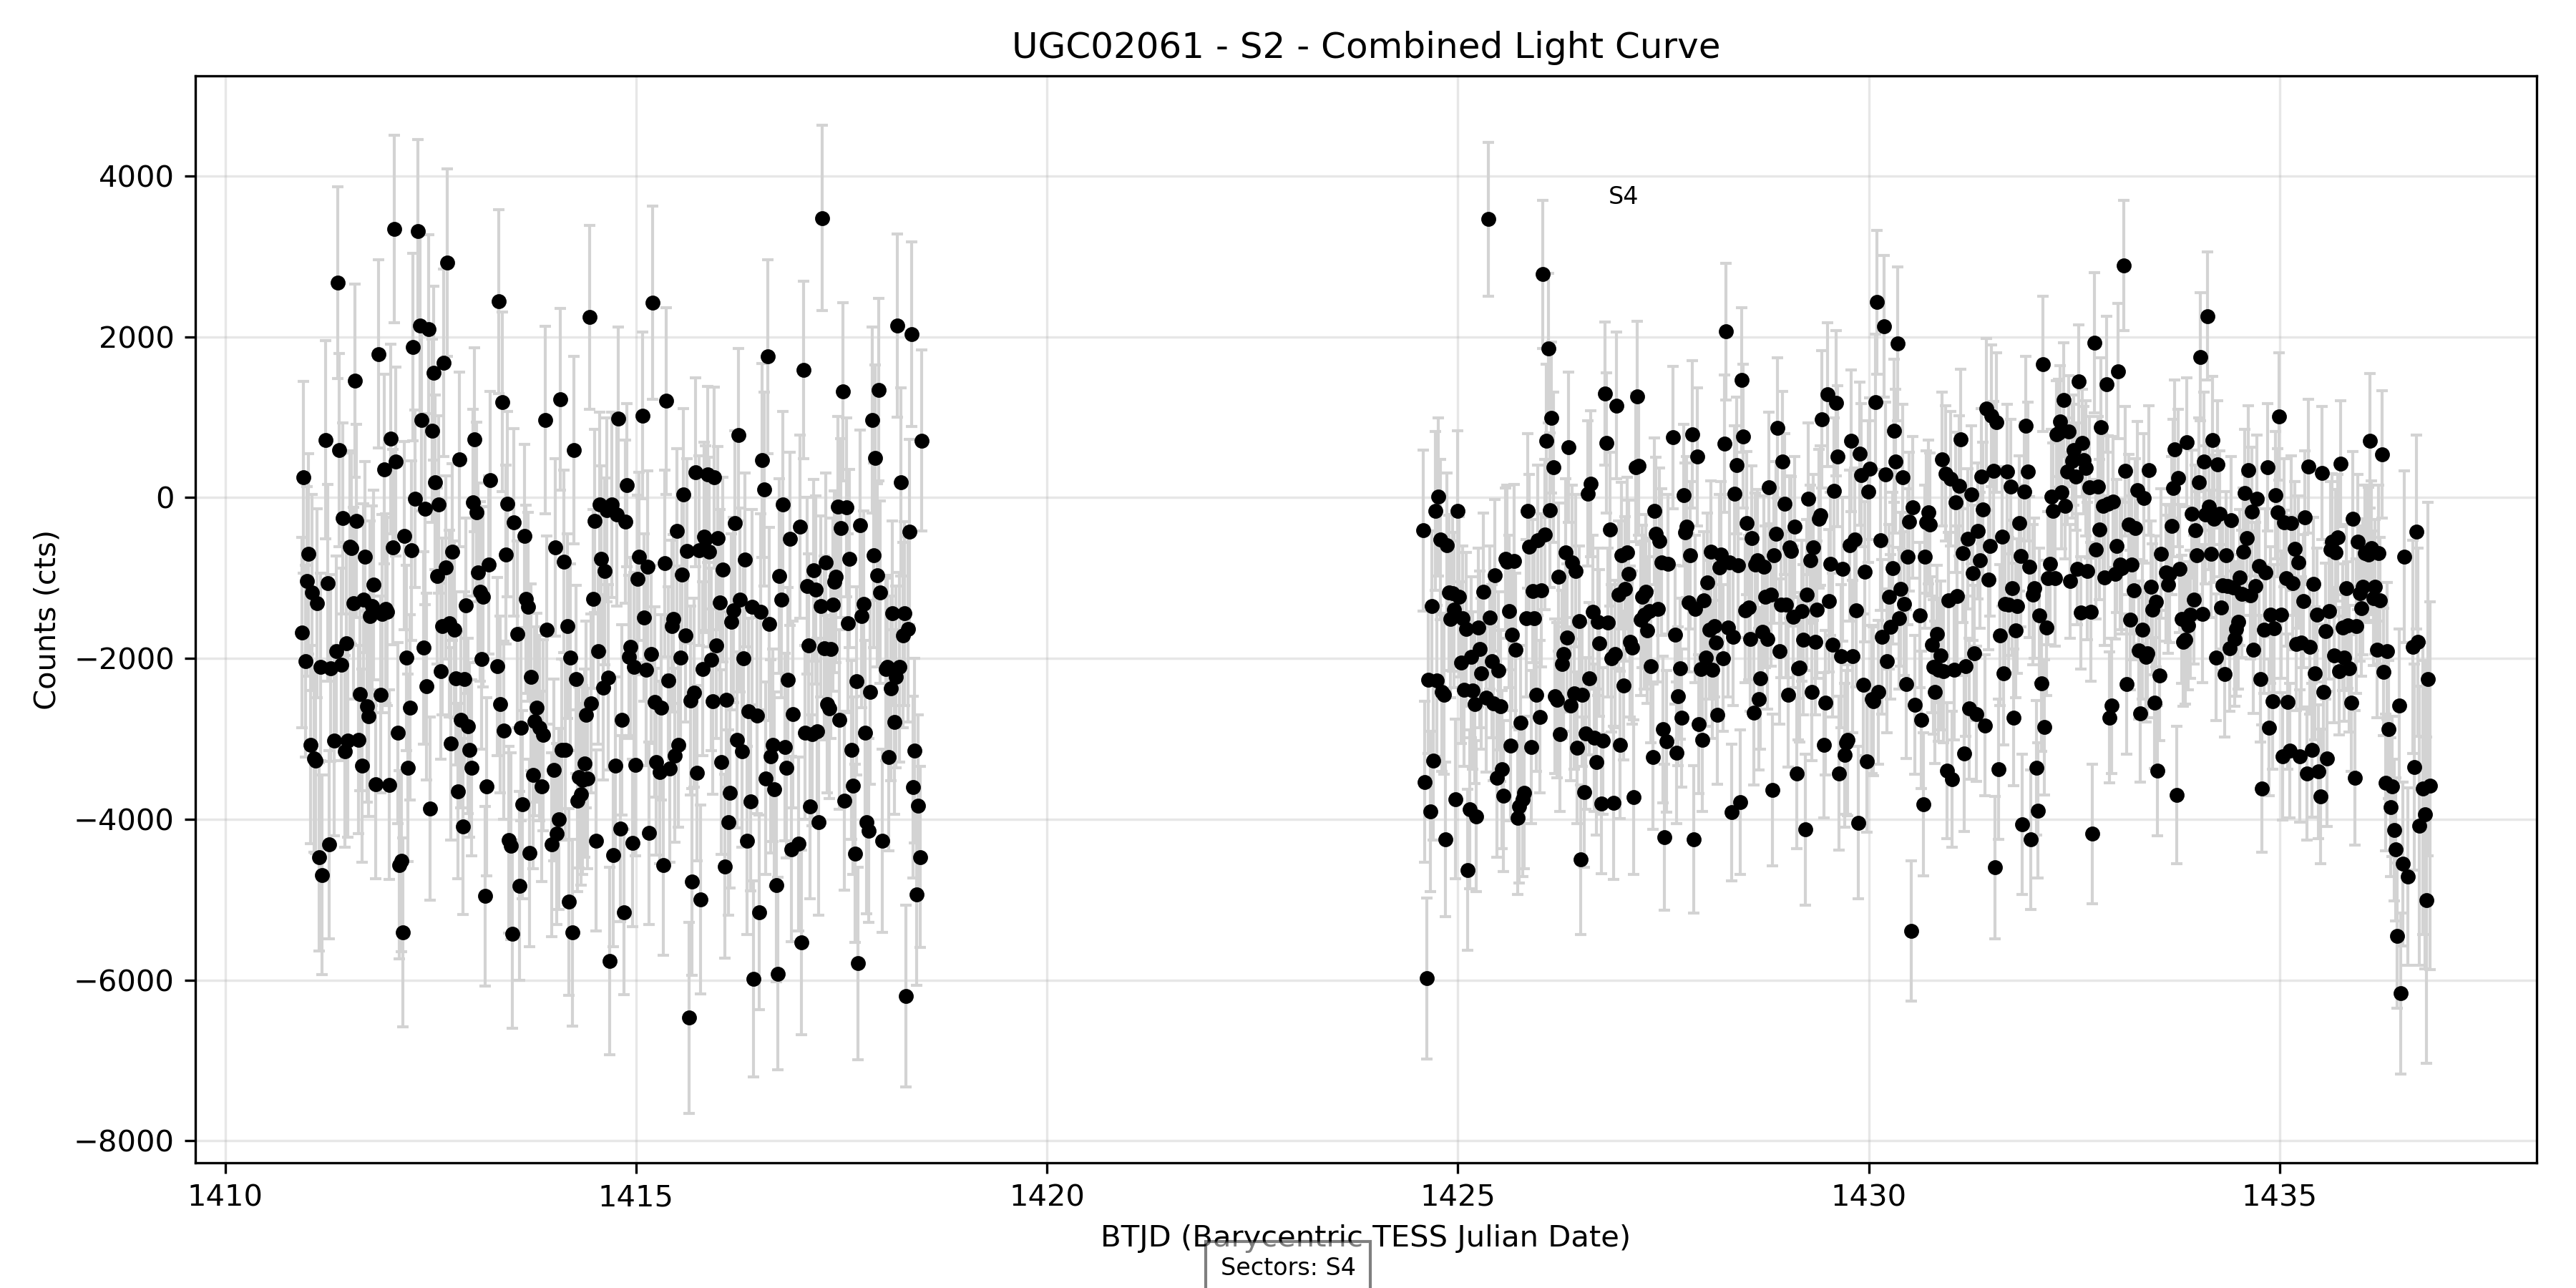 UGC02061 - S2 - Combined Light Curve
S4
Counts (cts)
4000
2000
0
−2000
−4000
−6000
−8000
1410 1415 1420 1425 1430 1435
BTJD (Barycentric TESS Julian Date)
Sectors: S4